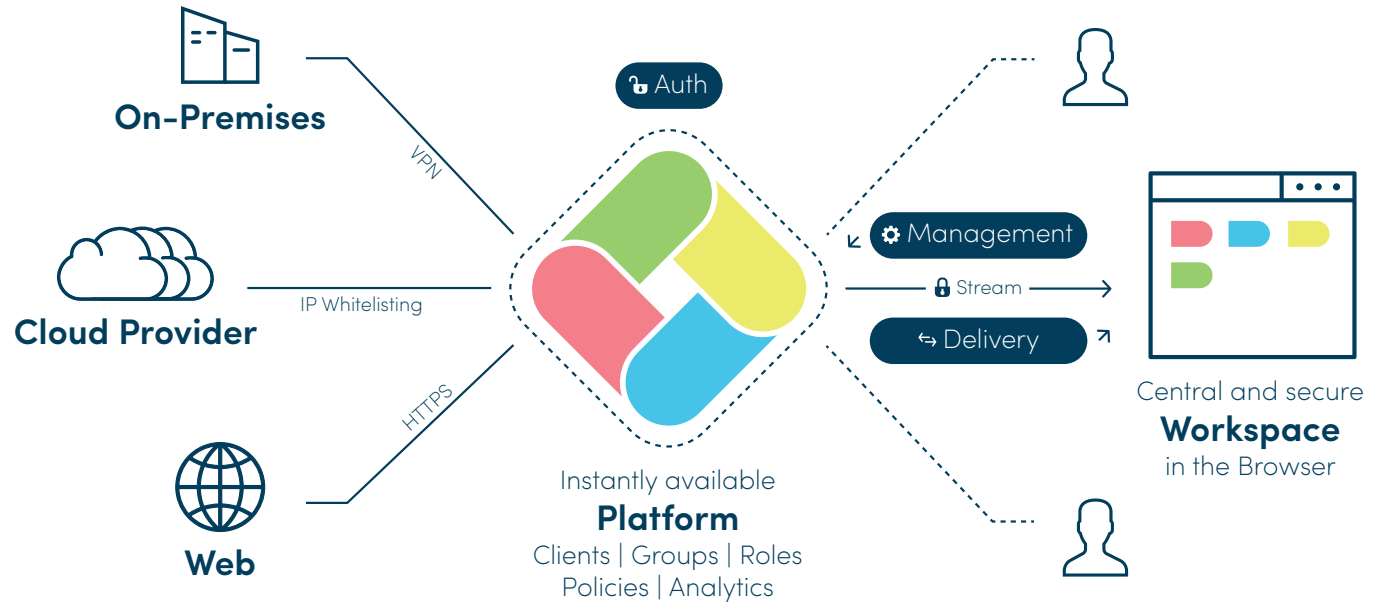 On-Premises
VPN
Cloud Provider
IP Whitelisting
Web
HTTPS
Auth
Instantly available
Platform
Clients | Groups | Roles
Policies | Analytics
Management
Stream
Delivery
Central and secure
Workspace
in the Browser